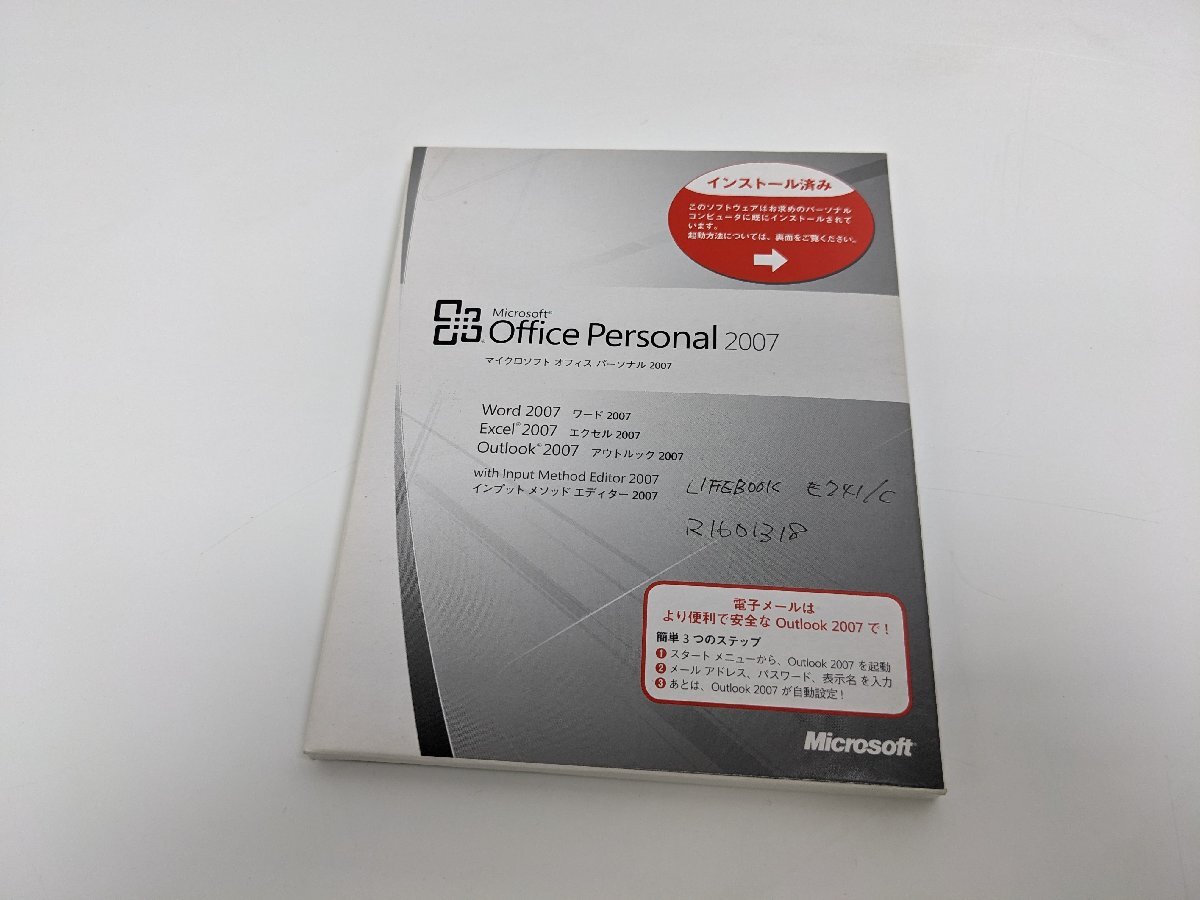 インストール済み
このソフトウェアはお求めのパーソナル
コンピュータに既にインストールされて
います。
起動方法については、裏面をご覧ください。
Microsoft®
Office Personal 2007
マイクロソフト オフィス パーソナル 2007
Word 2007 ワード 2007
Excel® 2007 エクセル 2007
Outlook® 2007 アウトルック 2007
with Input Method Editor 2007
インプット メソッド エディター 2007
LIFEBOOK E741/C
R1601318
電子メールは
より便利で安全な Outlook 2007 で!
簡単 3 つのステップ
1 スタート メニューから、Outlook 2007 を起動
2 メール アドレス、パスワード、表示名 を入力
3 あとは、Outlook 2007 が自動設定!
Microsoft